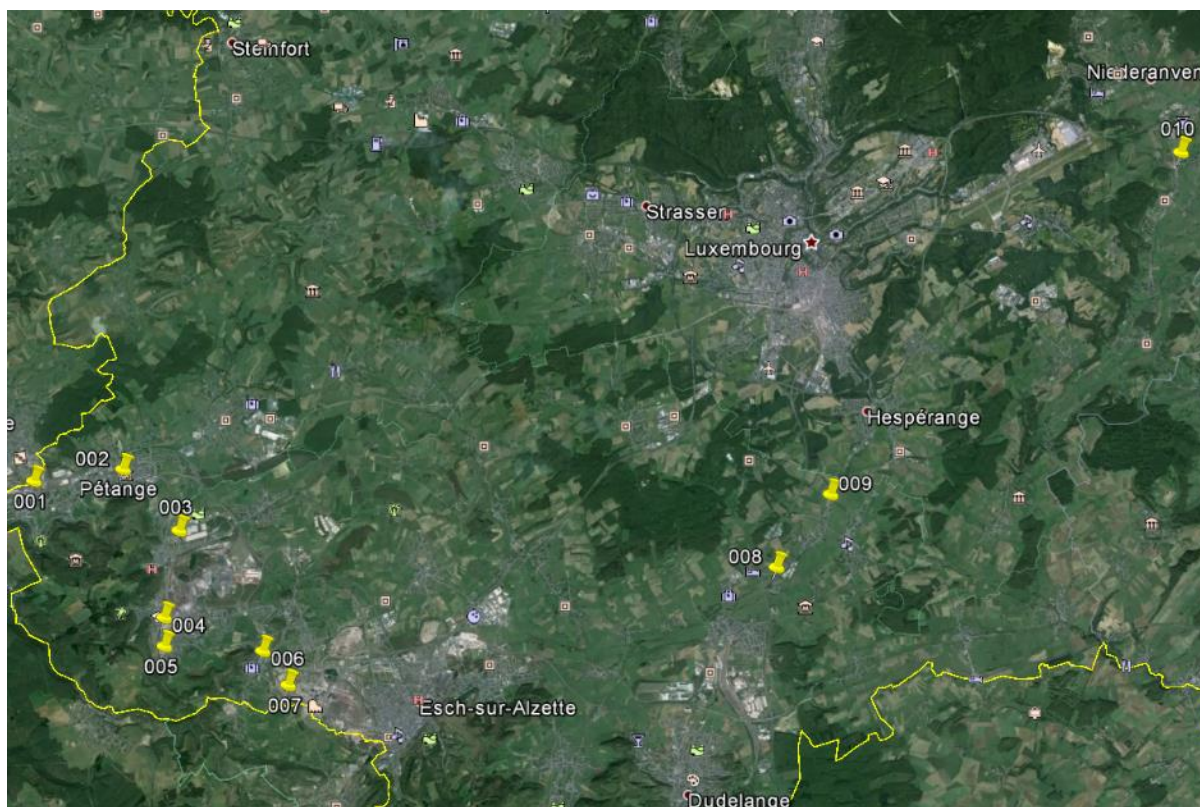 Steinfort
Niederanven
010
Strassen
Luxembourg
Hespérange
e
002
Pétange
001
003
009
008
004
005
006
007
Esch-sur-Alzette
Dudelange
H
H
H
H
H